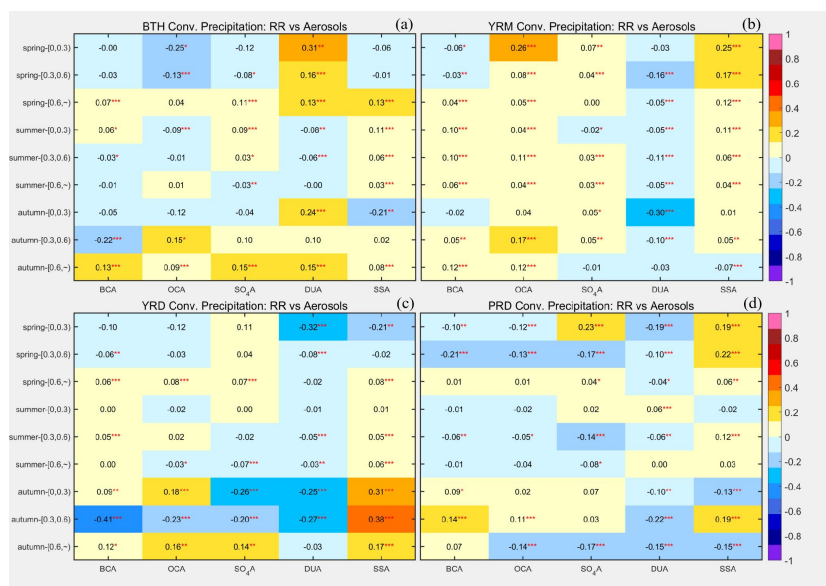 BTH Conv. Precipitation: RR vs Aerosols (a)
spring-[0,0.3) -0.00 -0.25* -0.12 0.31** -0.06
spring-[0.3,0.6) -0.03 -0.13*** -0.08* 0.16*** -0.01
spring-[0.6,~) 0.07*** 0.04 0.11*** 0.13*** 0.13***
summer-[0,0.3) 0.06* -0.09*** 0.09*** -0.08** 0.11***
summer-[0.3,0.6) -0.03* -0.01 0.03* -0.06*** 0.06***
summer-[0.6,~) -0.01 0.01 -0.03** -0.00 0.03***
autumn-[0,0.3) -0.05 -0.12 -0.04 0.24*** -0.21**
autumn-[0.3,0.6) -0.22*** 0.15* 0.10 0.10 0.02
autumn-[0.6,~) 0.13*** 0.09*** 0.15*** 0.15*** 0.08***
BCA OCA SO4A DUA SSA
YRM Conv. Precipitation: RR vs Aerosols (b)
-0.06* 0.26*** 0.07** -0.03 0.25***
-0.03** 0.08*** 0.04*** -0.16*** 0.17***
0.04*** 0.05*** 0.00 -0.05*** 0.12***
0.10*** 0.04*** -0.02* -0.05*** 0.11***
0.10*** 0.11*** 0.03*** -0.11*** 0.06***
0.06*** 0.04*** 0.03*** -0.05*** 0.04***
-0.02 0.04 0.05* -0.30*** 0.01
0.05** 0.17*** 0.05** -0.10*** 0.05**
0.12*** 0.12*** -0.01 -0.03 -0.07***
BCA OCA SO4A DUA SSA
1
0.8
0.6
0.4
0.2
0
-0.2
-0.4
-0.6
-0.8
-1
YRD Conv. Precipitation: RR vs Aerosols (c)
spring-[0,0.3) -0.10 -0.12 0.11 -0.32*** -0.21**
spring-[0.3,0.6) -0.06** -0.03 0.04 -0.08*** -0.02
spring-[0.6,~) 0.06*** 0.08*** 0.07*** -0.02 0.08***
summer-[0,0.3) 0.00 -0.02 0.00 -0.01 0.01
summer-[0.3,0.6) 0.05*** 0.02 -0.02 -0.05*** 0.05***
summer-[0.6,~) 0.00 -0.03* -0.07*** -0.03** 0.06***
autumn-[0,0.3) 0.09** 0.18*** -0.26*** -0.25*** 0.31***
autumn-[0.3,0.6) -0.41*** -0.23*** -0.20*** -0.27*** 0.38***
autumn-[0.6,~) 0.12* 0.16** 0.14** -0.03 0.17***
BCA OCA SO4A DUA SSA
PRD Conv. Precipitation: RR vs Aerosols (d)
-0.10** -0.12*** 0.23*** -0.19*** 0.19***
-0.21*** -0.13*** -0.17*** -0.10*** 0.22***
0.01 0.01 0.04* -0.04* 0.06**
-0.01 -0.02 0.02 0.06*** -0.02
-0.06** -0.05* -0.14*** -0.06** 0.12***
-0.01 -0.04 -0.08* 0.00 0.03
0.09* 0.02 0.07 -0.10** -0.13***
0.14*** 0.11*** 0.03 -0.22*** 0.19***
0.07 -0.14*** -0.17*** -0.15*** -0.15***
BCA OCA SO4A DUA SSA
1
0.8
0.6
0.4
0.2
0
-0.2
-0.4
-0.6
-0.8
-1